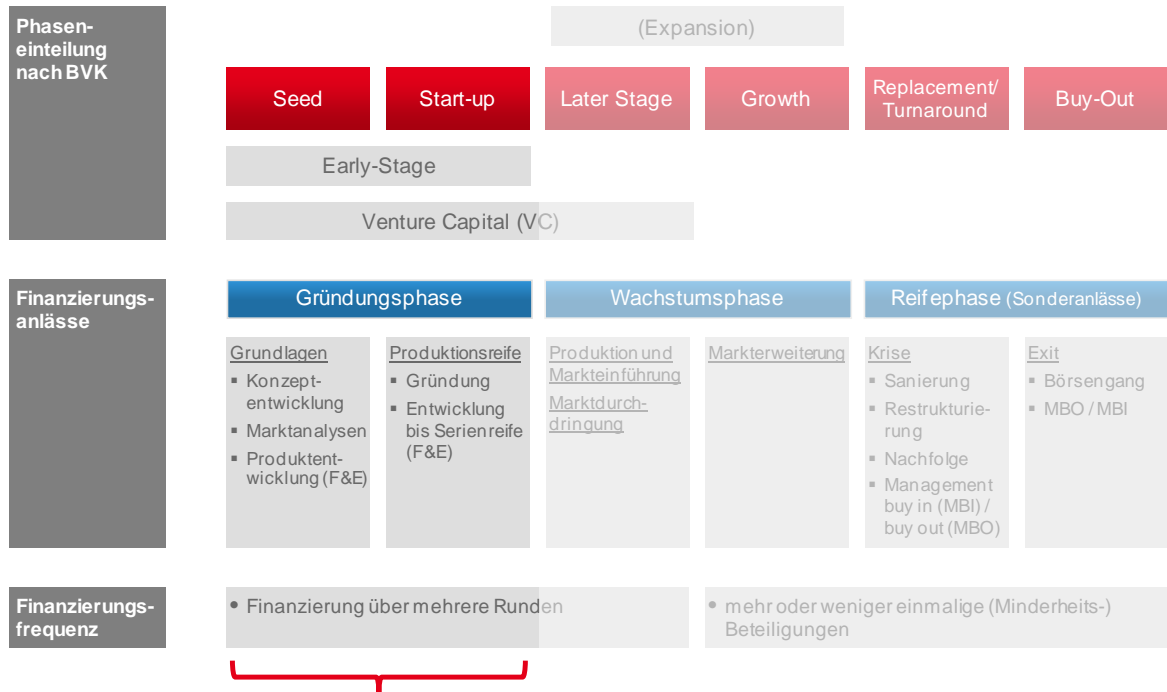 Phasen-
einteilung
nach BVK
(Expansion)
Seed
Start-up
Later Stage
Growth
Replacement/
Turnaround
Buy-Out
Early-Stage
Venture Capital (VC)
Finanzierungs-
anlässe
Gründungsphase
Wachstumsphase
Reifephase (Sonderanlässe)
Grundlagen
▪ Konzept-
entwicklung
▪ Marktanalysen
▪ Produktent-
wicklung (F&E)
Produktionsreife
▪ Gründung
▪ Entwicklung
bis Serienreife
(F&E)
Produktion und
Markteinführung
Marktdurch-
dringung
Markterweiterung
Krise
▪ Sanierung
▪ Restrukturie-
rung
▪ Nachfolge
▪ Management
buy in (MBI) /
buy out (MBO)
Exit
▪ Börsengang
▪ MBO / MBI
Finanzierungs-
frequenz
• Finanzierung über mehrere Runden
• mehr oder weniger einmalige (Minderheits-)
Beteiligungen